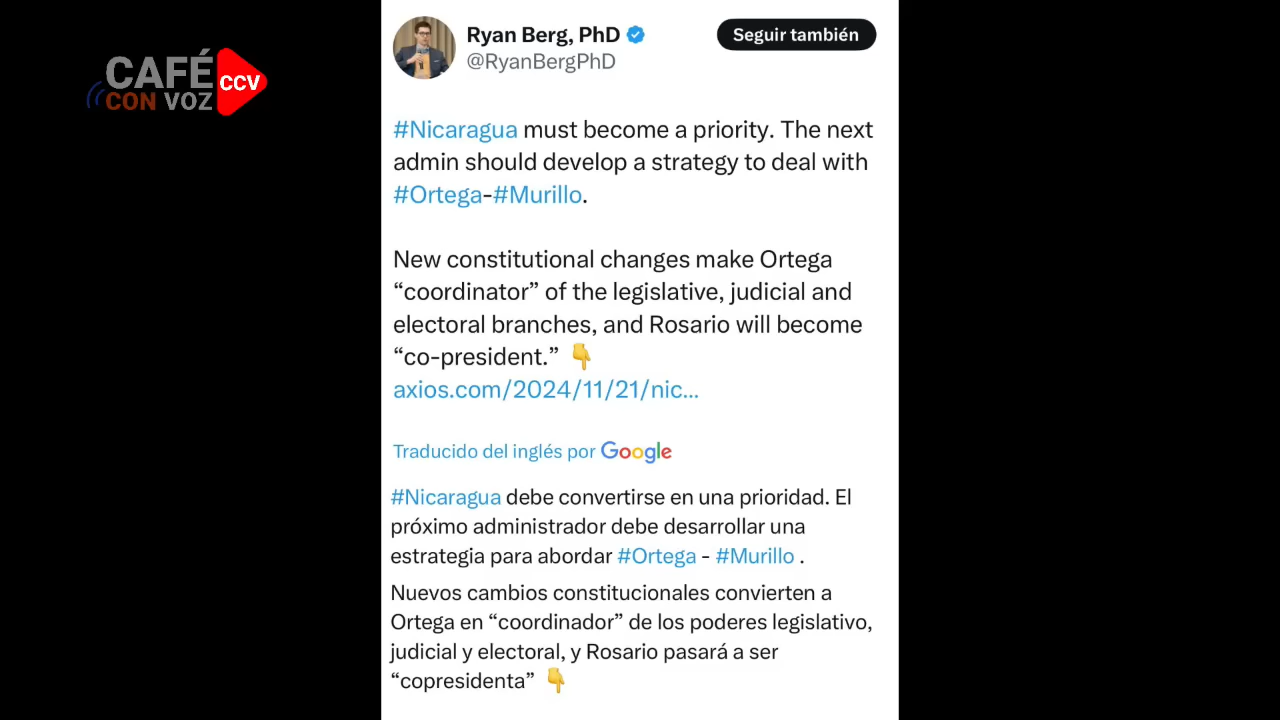 CAFÉ
CON VOZ
CCV
Ryan Berg, PhD
@RyanBergPhD
Seguir también
#Nicaragua must become a priority. The next
admin should develop a strategy to deal with
#Ortega-#Murillo.
New constitutional changes make Ortega
“coordinator” of the legislative, judicial and
electoral branches, and Rosario will become
“co-president.” 👇
axios.com/2024/11/21/nic...
Traducido del inglés por Google
#Nicaragua debe convertirse en una prioridad. El
próximo administrador debe desarrollar una
estrategia para abordar #Ortega - #Murillo .
Nuevos cambios constitucionales convierten a
Ortega en “coordinador” de los poderes legislativo,
judicial y electoral, y Rosario pasará a ser
“copresidenta” 👇